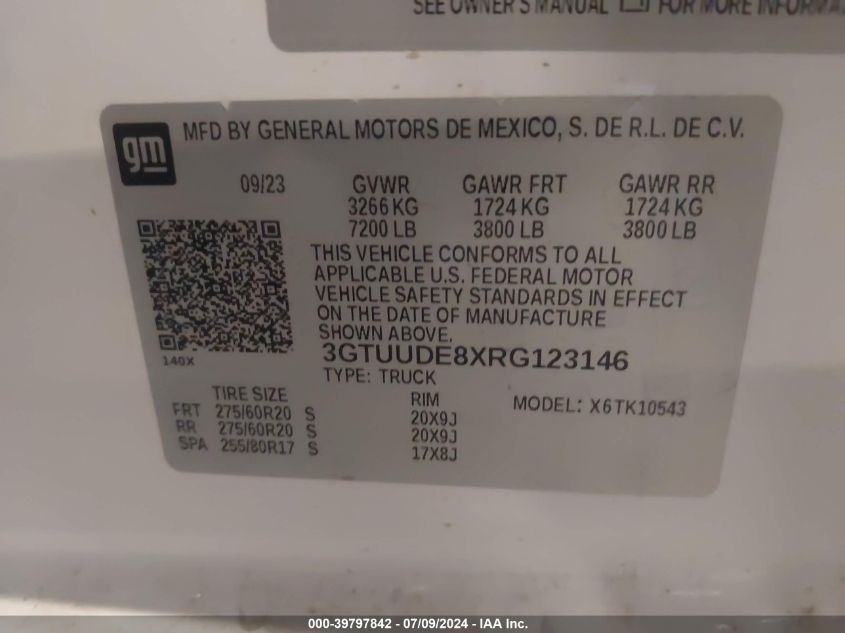 SEE OWNER'S MANUAL FOR MORE INFORMA
gm
MFD BY GENERAL MOTORS DE MEXICO, S. DE R.L. DE C.V.
09/23 GVWR GAWR FRT GAWR RR
3266 KG 1724 KG 1724 KG
7200 LB 3800 LB 3800 LB
THIS VEHICLE CONFORMS TO ALL
APPLICABLE U.S. FEDERAL MOTOR
VEHICLE SAFETY STANDARDS IN EFFECT
ON THE DATE OF MANUFACTURE
SHOWN ABOVE.
140X
3GTUUDE8XRG123146
TYPE: TRUCK
TIRE SIZE RIM MODEL: X6TK10543
FRT 275/60R20 S 20X9J
RR 275/60R20 S 20X9J
SPA 255/80R17 S 17X8J
000-39797842 / 07/09/2024 - IAA Inc.